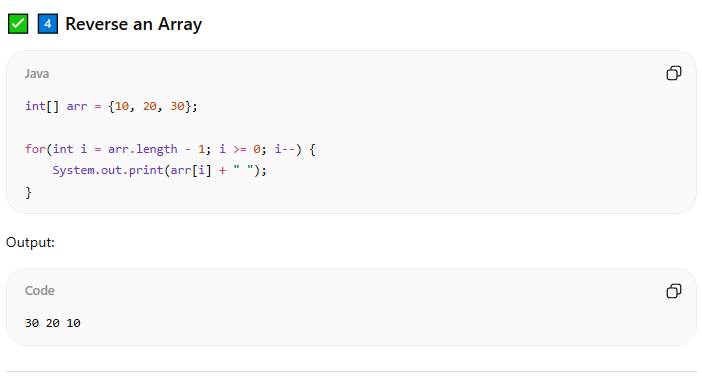 ✅ 4️⃣ Reverse an Array
Java
int[] arr = {10, 20, 30};
for(int i = arr.length - 1; i >= 0; i--) {
    System.out.print(arr[i] + " ");
}
Output:
Code
30 20 10